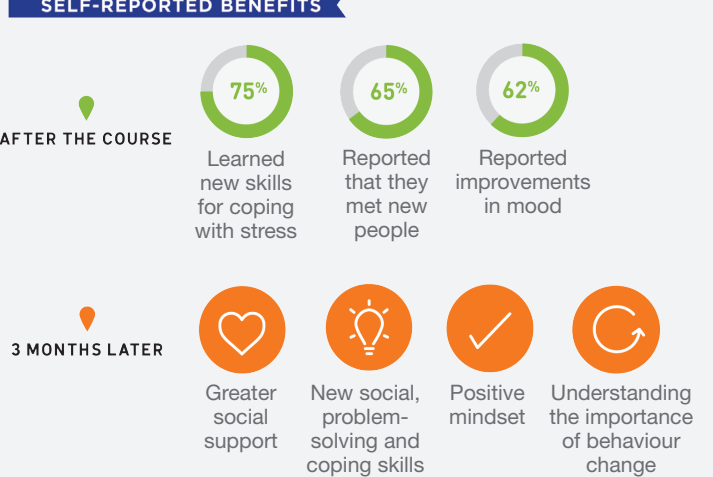 SELF-REPORTED BENEFITS
75%
65%
62%
AFTER THE COURSE
Learned
new skills
for coping
with stress
Reported
that they
met new
people
Reported
improvements
in mood
3 MONTHS LATER
Greater
social
support
New social,
problem-
solving and
coping skills
Positive
mindset
Understanding
the importance
of behaviour
change